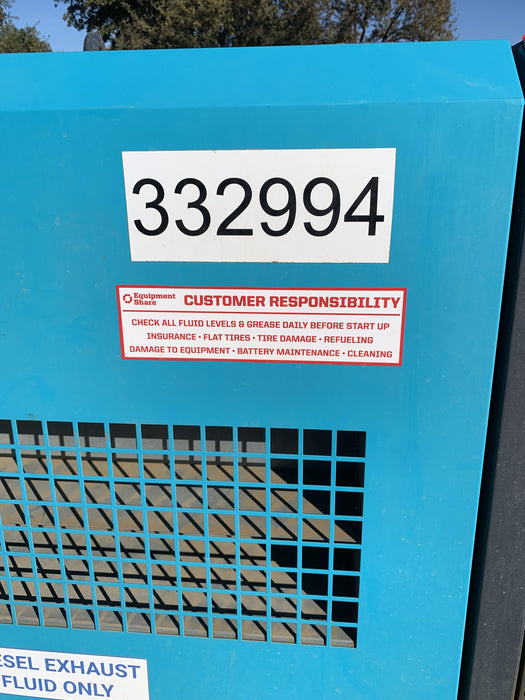 332994
Equipment Share CUSTOMER RESPONSIBILITY
CHECK ALL FLUID LEVELS & GREASE DAILY BEFORE START UP
INSURANCE • FLAT TIRES • TIRE DAMAGE • REFUELING
DAMAGE TO EQUIPMENT • BATTERY MAINTENANCE • CLEANING
ESEL EXHAUST
FLUID ONLY